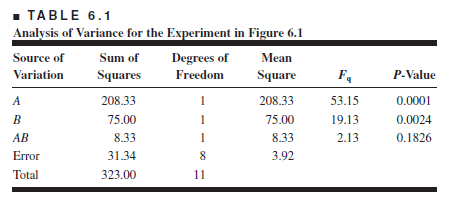 ■ TABLE 6.1
Analysis of Variance for the Experiment in Figure 6.1
Source of Sum of Degrees of Mean
Variation Squares Freedom Square F₀ P-Value
A 208.33 1 208.33 53.15 0.0001
B 75.00 1 75.00 19.13 0.0024
AB 8.33 1 8.33 2.13 0.1826
Error 31.34 8 3.92
Total 323.00 11